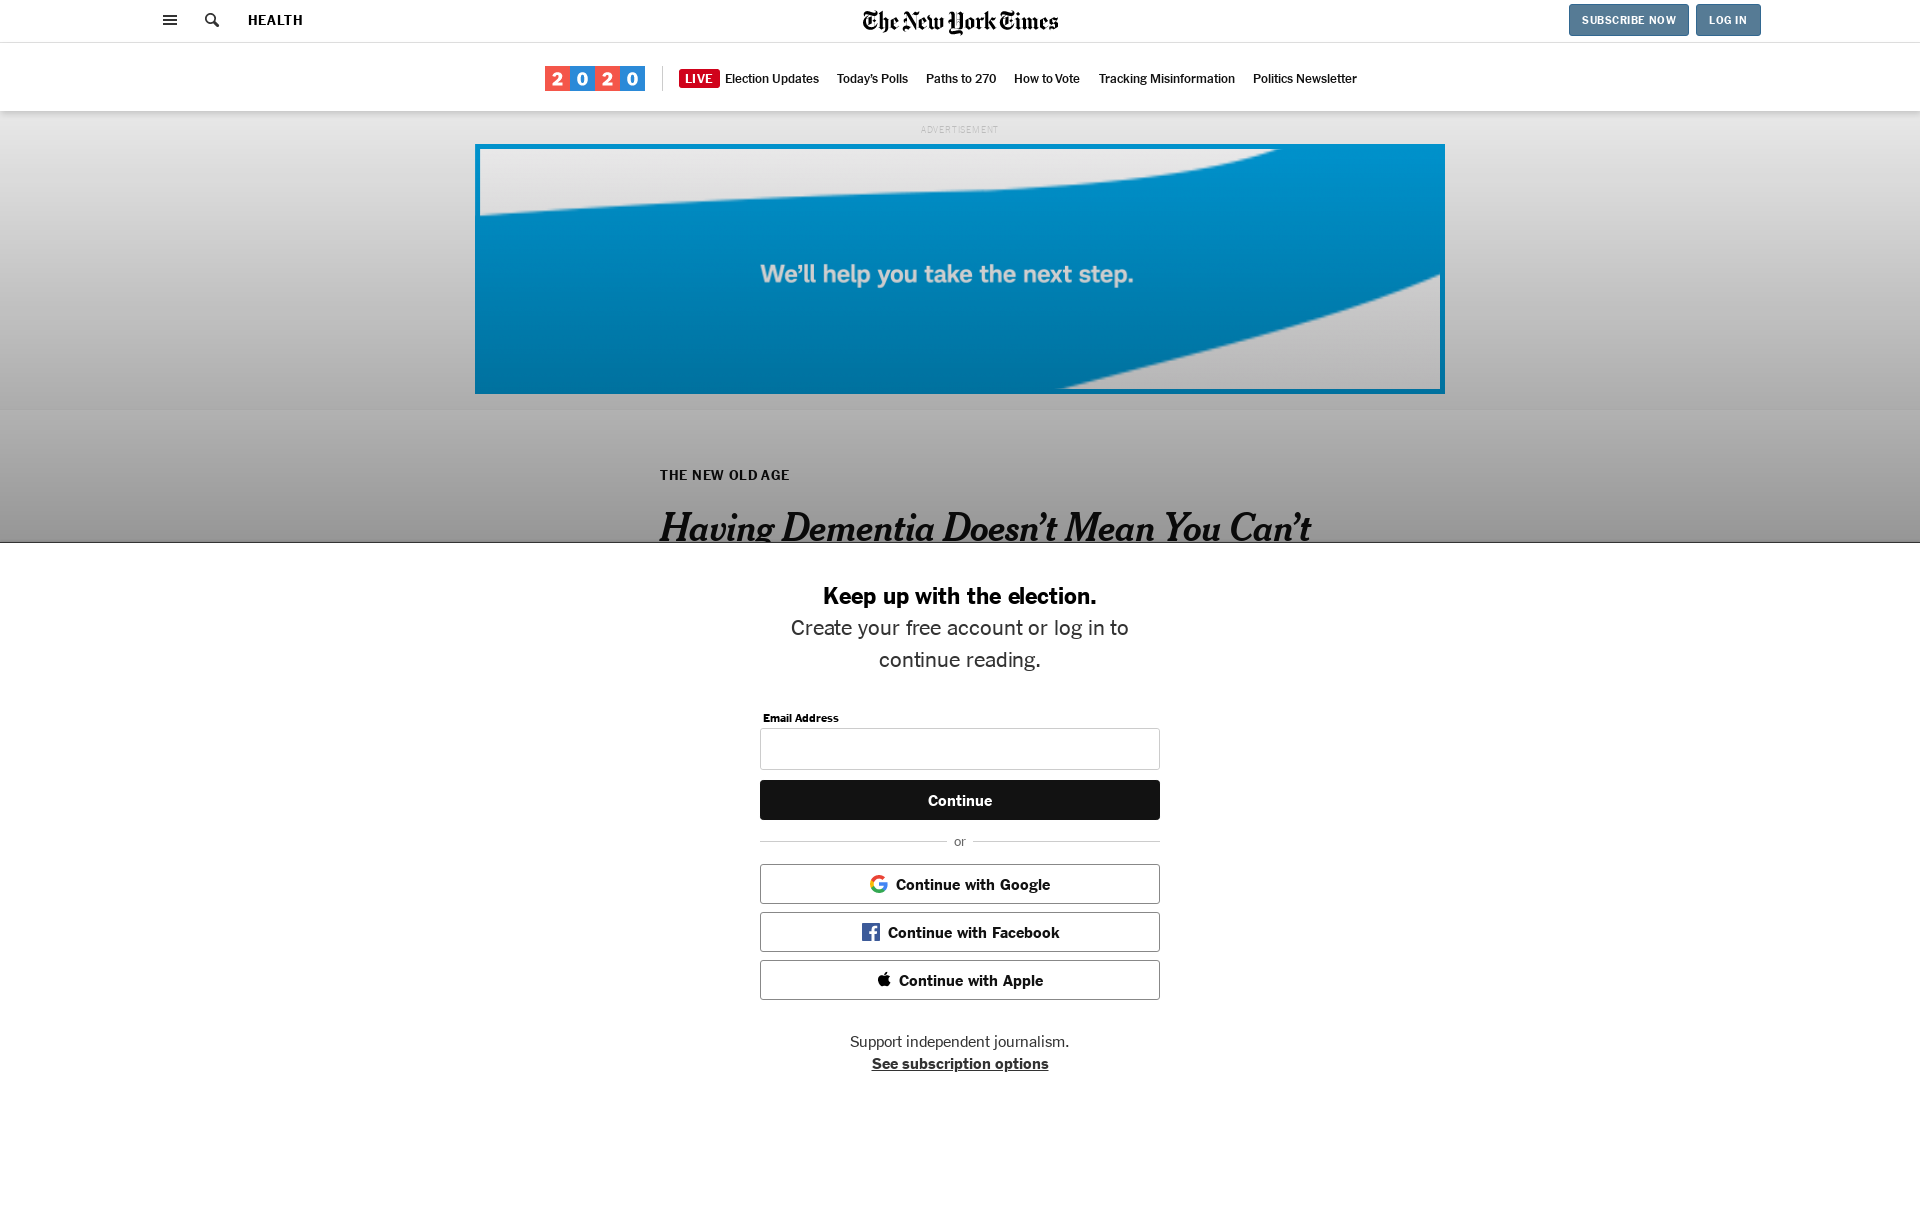 HEALTH
The New York Times
SUBSCRIBE NOW
LOG IN
2020
LIVE Election Updates Today's Polls Paths to 270 How to Vote Tracking Misinformation Politics Newsletter
ADVERTISEMENT
We'll help you take the next step.
THE NEW OLD AGE
Having Dementia Doesn't Mean You Can't
Keep up with the election.
Create your free account or log in to
continue reading.
Email Address
Continue
or
Continue with Google
Continue with Facebook
Continue with Apple
Support independent journalism.
See subscription options